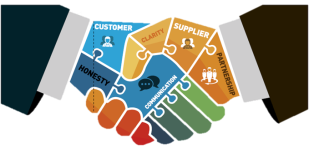 CUSTOMER
CLARITY
SUPPLIER
HONESTY
COMMUNICATION
PARTNERSHIP